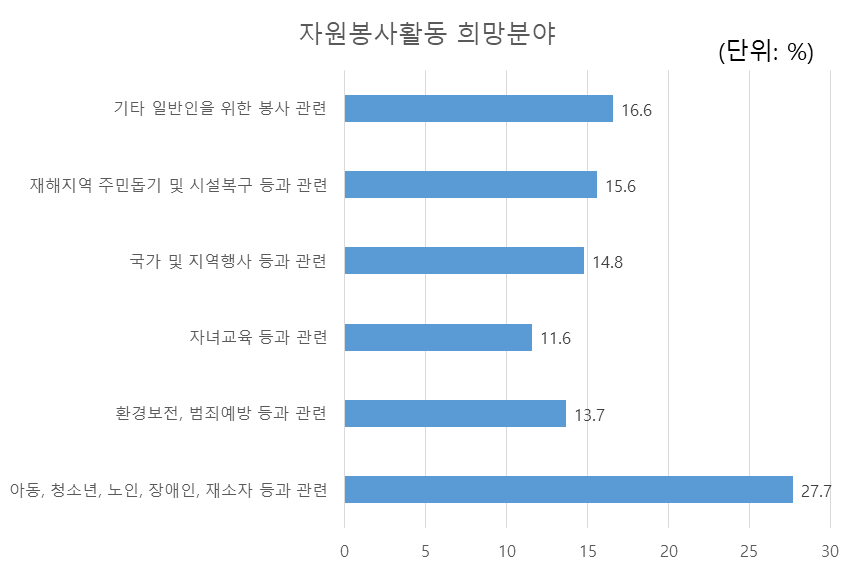 자원봉사활동 희망분야
(단위: %)
기타 일반인을 위한 봉사 관련
16.6
재해지역 주민돕기 및 시설복구 등과 관련
15.6
국가 및 지역행사 등과 관련
14.8
자녀교육 등과 관련
11.6
환경보전, 범죄예방 등과 관련
13.7
아동, 청소년, 노인, 장애인, 재소자 등과 관련
27.7
0 5 10 15 20 25 30